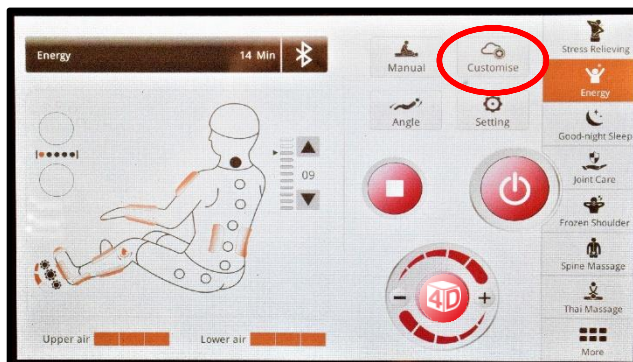 Energy 14 Min
Manual
Customise
Angle
Setting
09
4D
Upper air
Lower air
Stress Relieving
Energy
Good-night Sleep
Joint Care
Frozen Shoulder
Spine Massage
Thai Massage
More